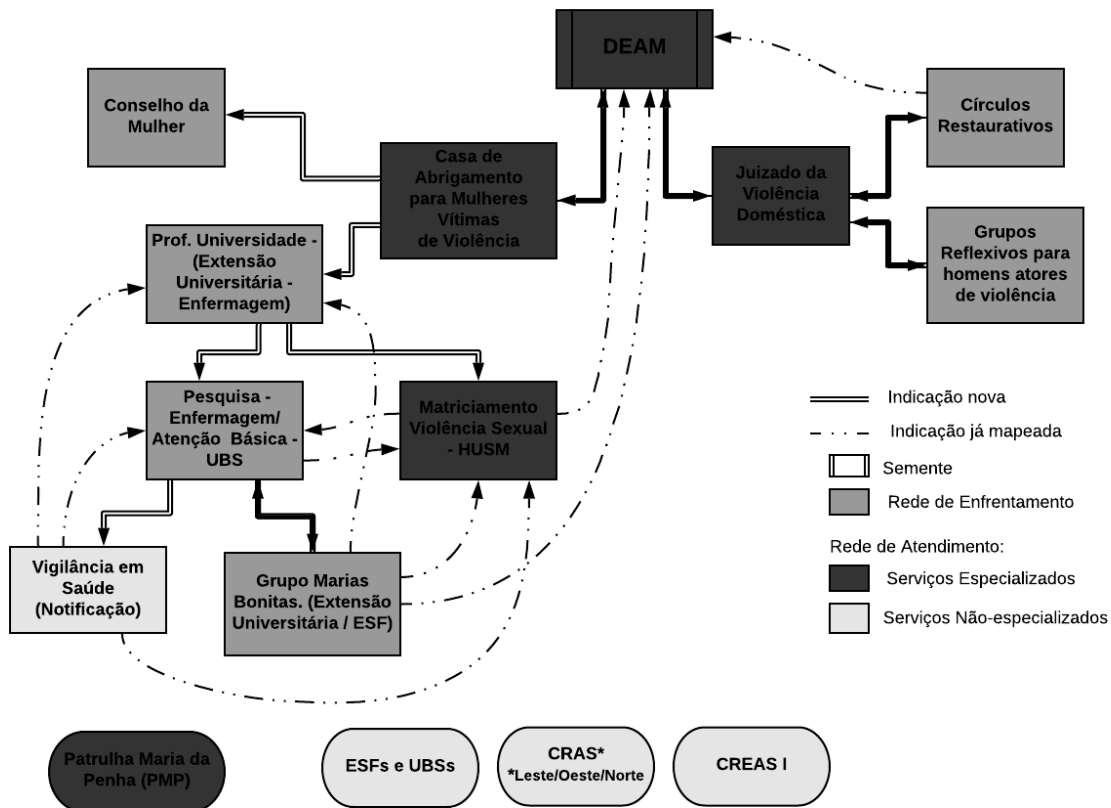 DEAM
Conselho da
Mulher
Círculos
Restaurativos
Casa de
Abrigamento
para Mulheres
Vítimas
de Violência
Juizado da
Violência
Doméstica
Grupos
Reflexivos para
homens atores
de violência
Prof. Universidade -
(Extensão
Universitária -
Enfermagem)
Pesquisa -
Enfermagem/
Atenção Básica -
UBS
Matriciamento
Violência Sexual
- HUSM
Indicação nova
Indicação já mapeada
Semente
Rede de Enfrentamento
Rede de Atendimento:
Serviços Especializados
Serviços Não-especializados
Vigilância em
Saúde
(Notificação)
Grupo Marias
Bonitas. (Extensão
Universitária / ESF)
Patrulha Maria da
Penha (PMP)
ESFs e UBSs
CRAS*
*Leste/Oeste/Norte
CREAS I